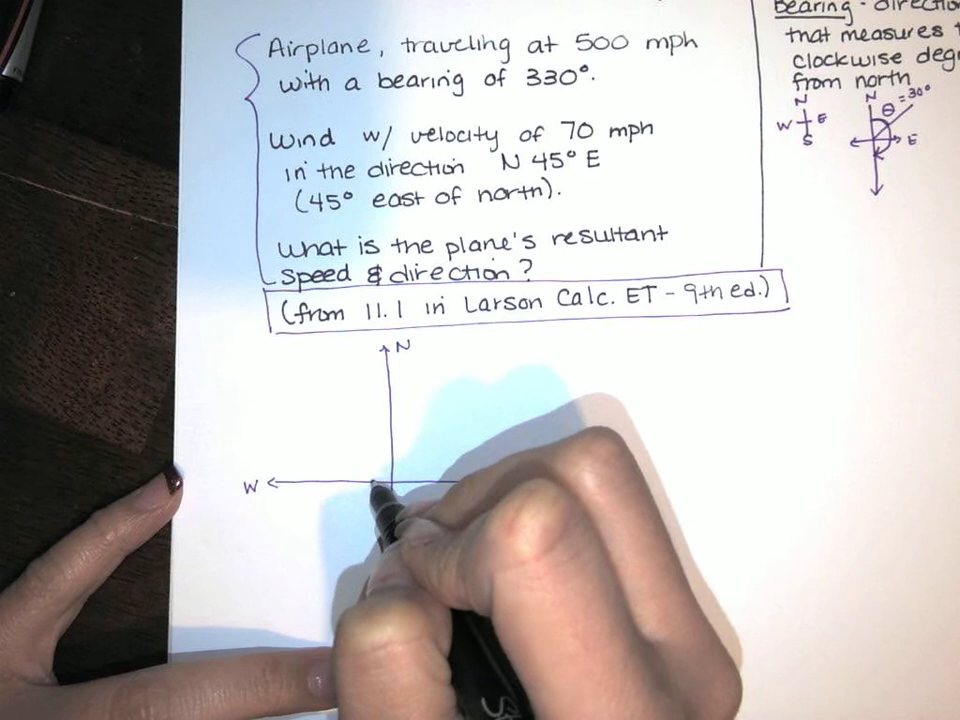 Airplane, traveling at 500 mph
with a bearing of 330°.
Wind w/ velocity of 70 mph
in the direction N 45° E
(45° east of north).
What is the plane's resultant
speed & direction?
(from 11.1 in Larson Calc. ET - 9th ed.)
Bearing - directio
that measures
clockwise deg
from north
N
W E
S
N
θ = 30°
E
N
W